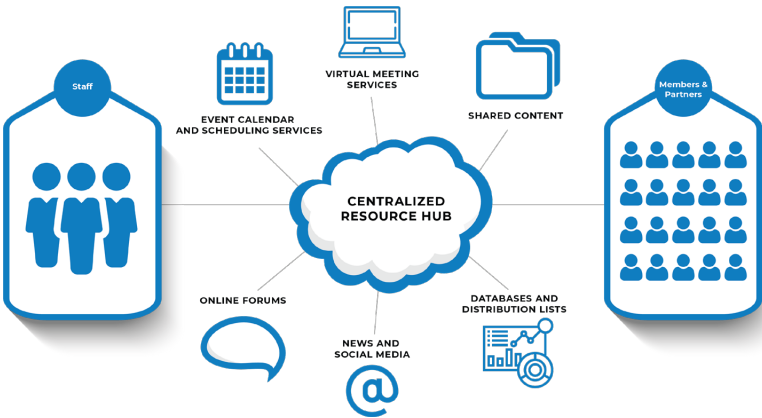 VIRTUAL MEETING
SERVICES
Staff
Members &
Partners
EVENT CALENDAR
AND SCHEDULING SERVICES
SHARED CONTENT
CENTRALIZED
RESOURCE HUB
ONLINE FORUMS
DATABASES AND
DISTRIBUTION LISTS
NEWS AND
SOCIAL MEDIA
@